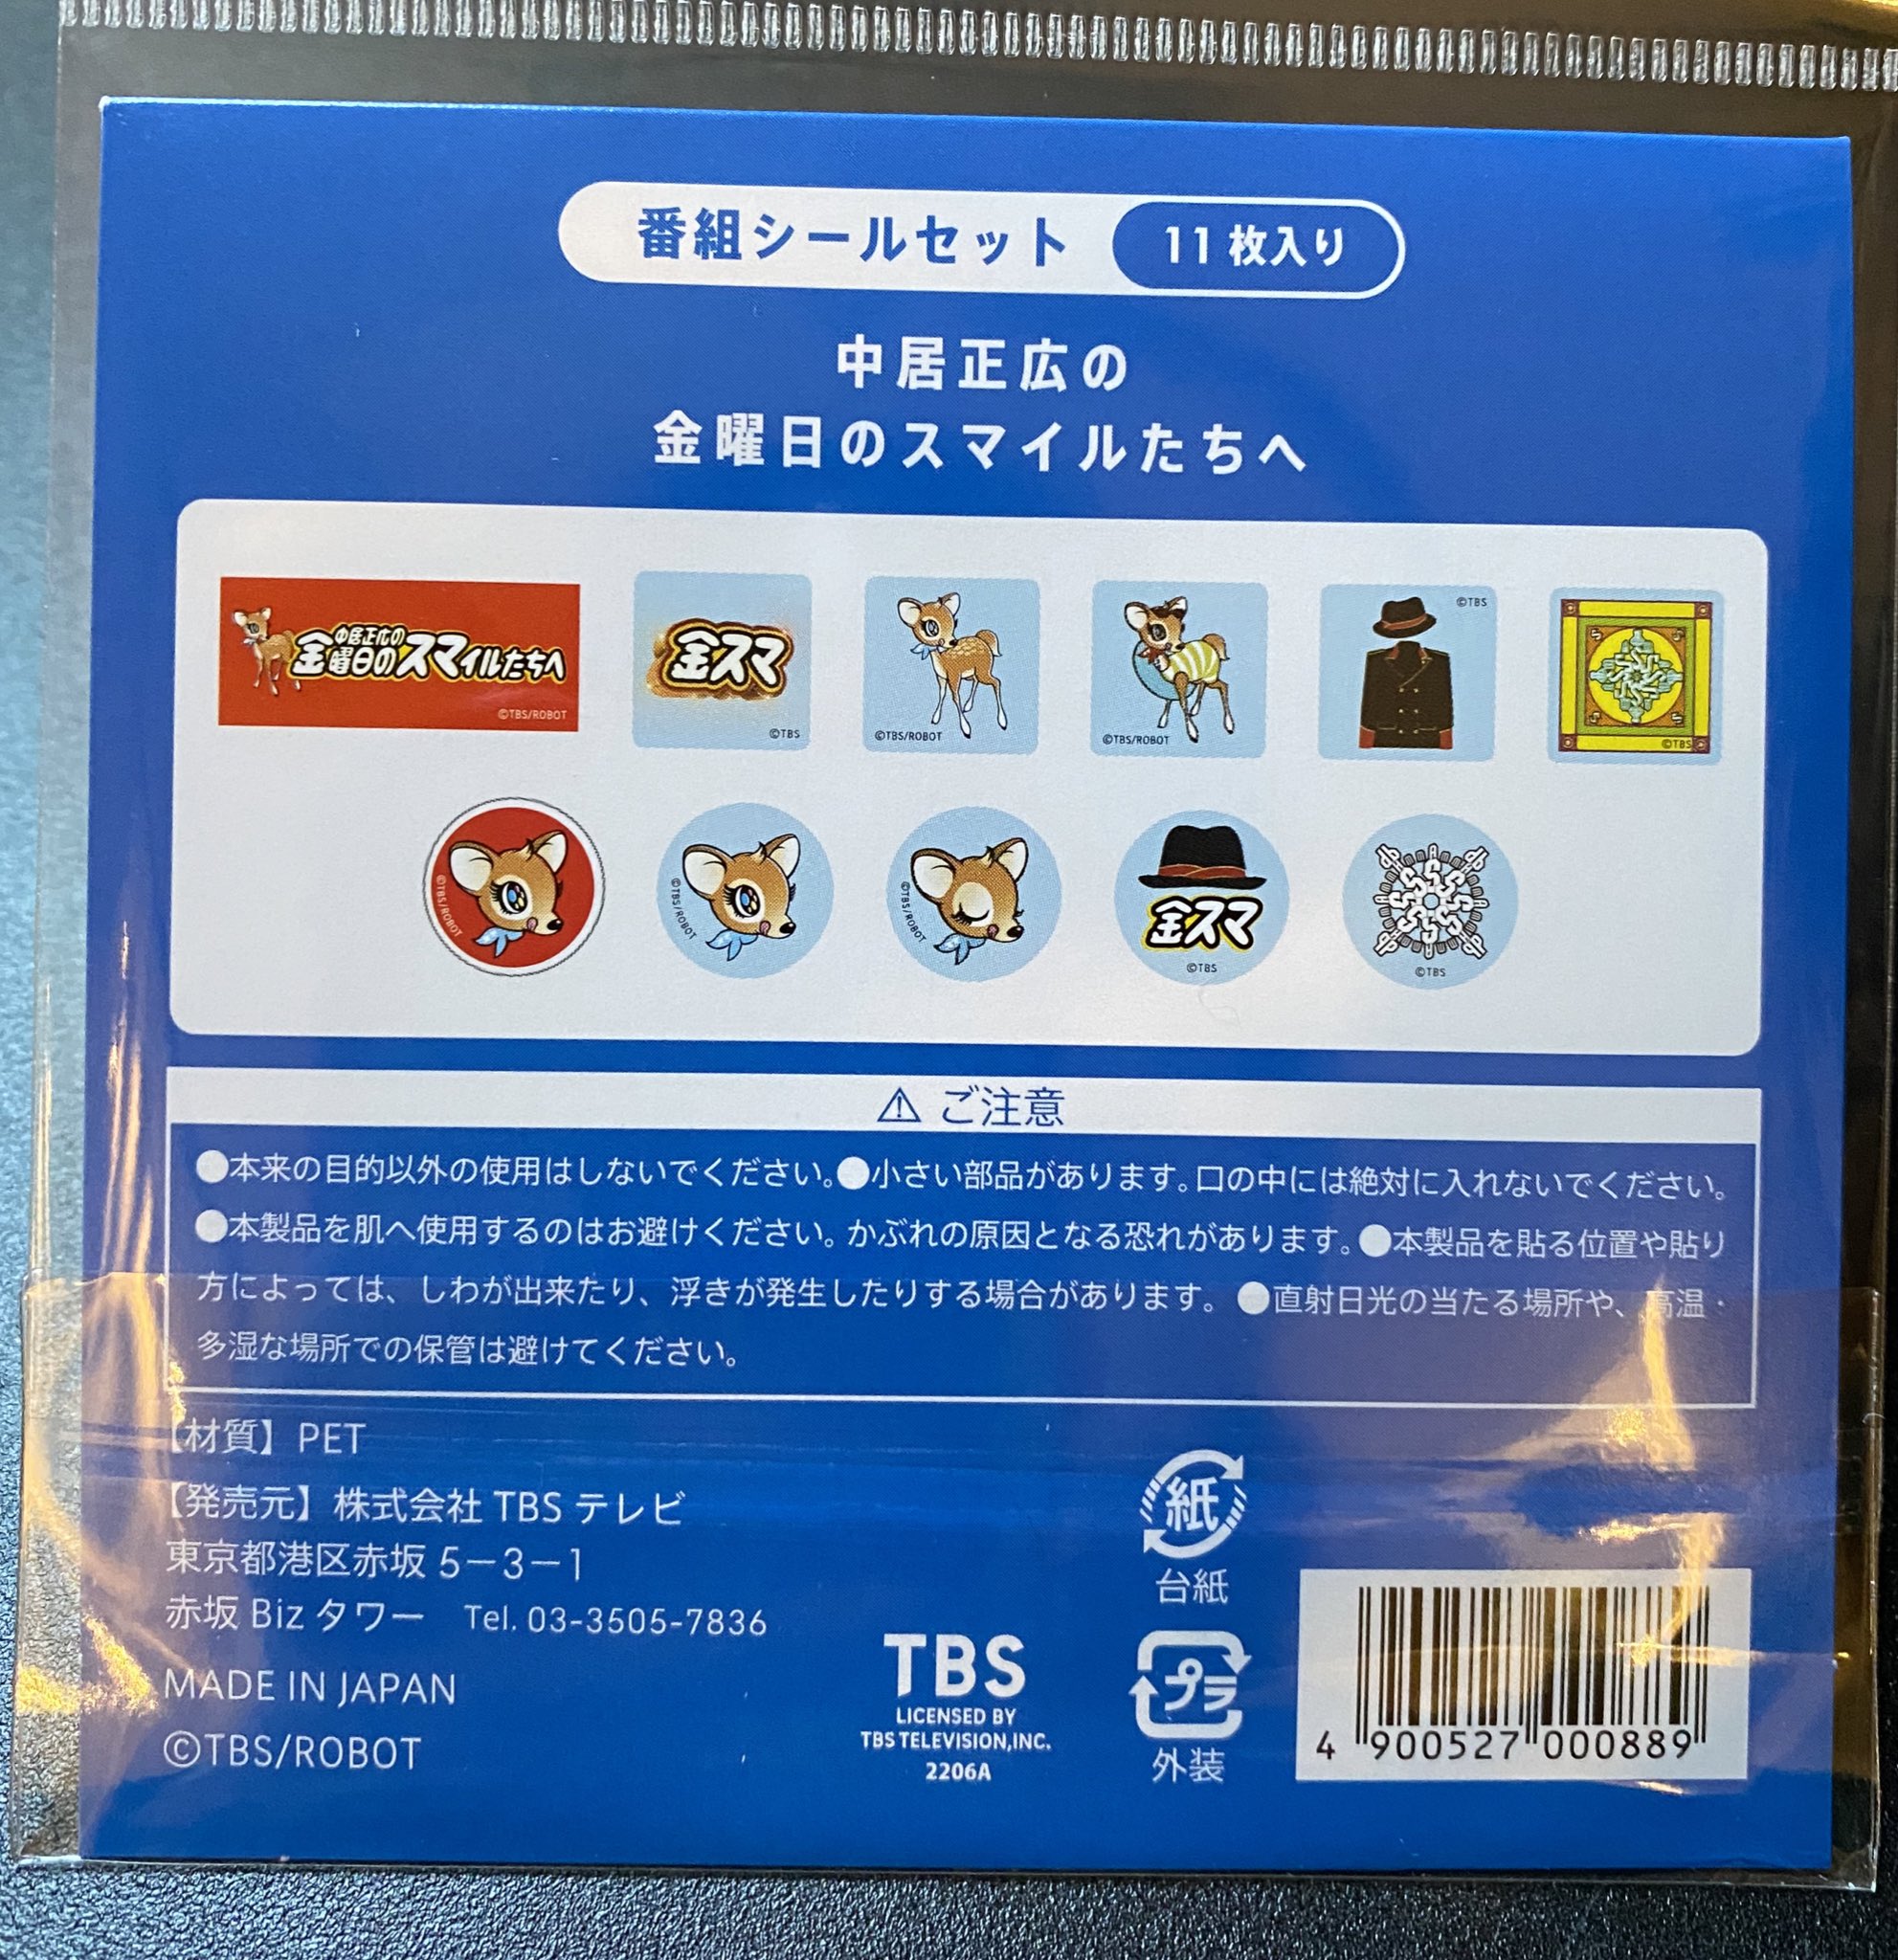 番組シールセット 11枚入り
中居正広の
金曜日のスマイルたちへ
中居正広の
金曜日のスマイルたちへ
©TBS/ROBOT
金スマ
©TBS
©TBS/ROBOT
©TBS/ROBOT
©TBS
©TBS
©TBS/ROBOT
©TBS/ROBOT
©TBS/ROBOT
金スマ
©TBS
©TBS
⚠ ご注意
●本来の目的以外の使用はしないでください。●小さい部品があります。口の中には絶対に入れないでください。
●本製品を肌へ使用するのはお避けください。かぶれの原因となる恐れがあります。●本製品を貼る位置や貼り
方によっては、しわが出来たり、浮きが発生したりする場合があります。●直射日光の当たる場所や、高温・
多湿な場所での保管は避けてください。
【材質】PET
【発売元】株式会社TBSテレビ
東京都港区赤坂5－3－1
赤坂Bizタワー Tel. 03-3505-7836
MADE IN JAPAN
©TBS/ROBOT
TBS
LICENSED BY
TBS TELEVISION,INC.
2206A
紙
台紙
プラ
外装
4 900527 000889